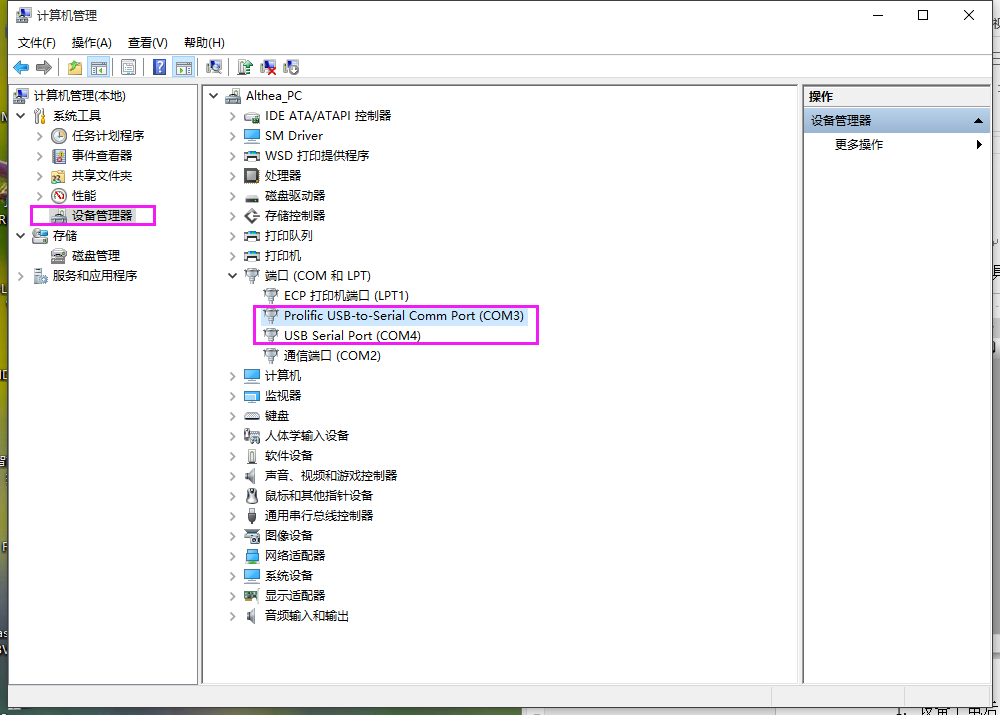 计算机管理
文件(F) 操作(A) 查看(V) 帮助(H)
计算机管理(本地)
系统工具
任务计划程序
事件查看器
共享文件夹
性能
设备管理器
存储
磁盘管理
服务和应用程序
Althea_PC
IDE ATA/ATAPI 控制器
SM Driver
WSD 打印提供程序
处理器
磁盘驱动器
存储控制器
打印队列
打印机
端口 (COM 和 LPT)
ECP 打印机端口 (LPT1)
Prolific USB-to-Serial Comm Port (COM3)
USB Serial Port (COM4)
通信端口 (COM2)
计算机
监视器
键盘
人体学输入设备
软件设备
声音、视频和游戏控制器
鼠标和其他指针设备
通用串行总线控制器
图像设备
网络适配器
系统设备
显示适配器
音频输入和输出
操作
设备管理器
更多操作